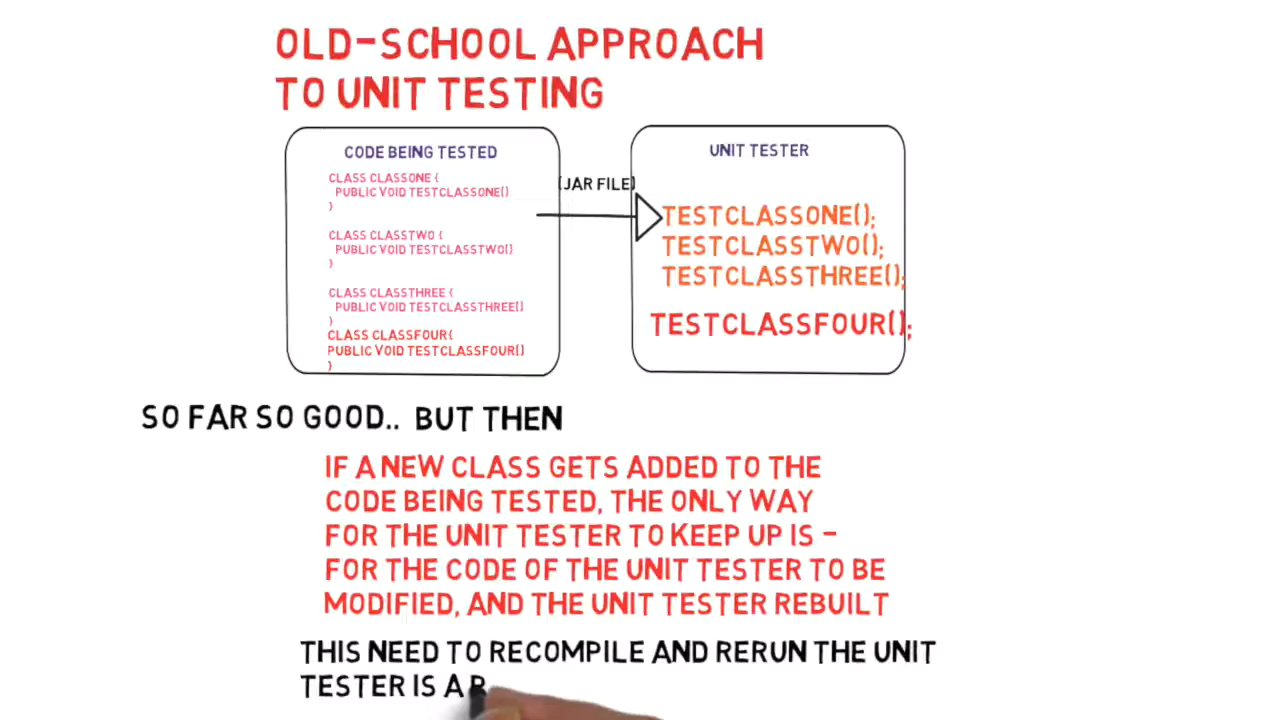 OLD-SCHOOL APPROACH
TO UNIT TESTING
CODE BEING TESTED
CLASS CLASSONE {
PUBLIC VOID TESTCLASSONE()
}
CLASS CLASSTWO {
PUBLIC VOID TESTCLASSTWO()
}
CLASS CLASSTHREE {
PUBLIC VOID TESTCLASSTHREE()
}
CLASS CLASSFOUR{
PUBLIC VOID TESTCLASSFOUR()
}
(JAR FILE)
UNIT TESTER
TESTCLASSONE();
TESTCLASSTWO();
TESTCLASSTHREE();
TESTCLASSFOUR();
SO FAR SO GOOD.. BUT THEN
IF A NEW CLASS GETS ADDED TO THE
CODE BEING TESTED, THE ONLY WAY
FOR THE UNIT TESTER TO KEEP UP IS -
FOR THE CODE OF THE UNIT TESTER TO BE
MODIFIED, AND THE UNIT TESTER REBUILT
THIS NEED TO RECOMPILE AND RERUN THE UNIT
TESTER IS A